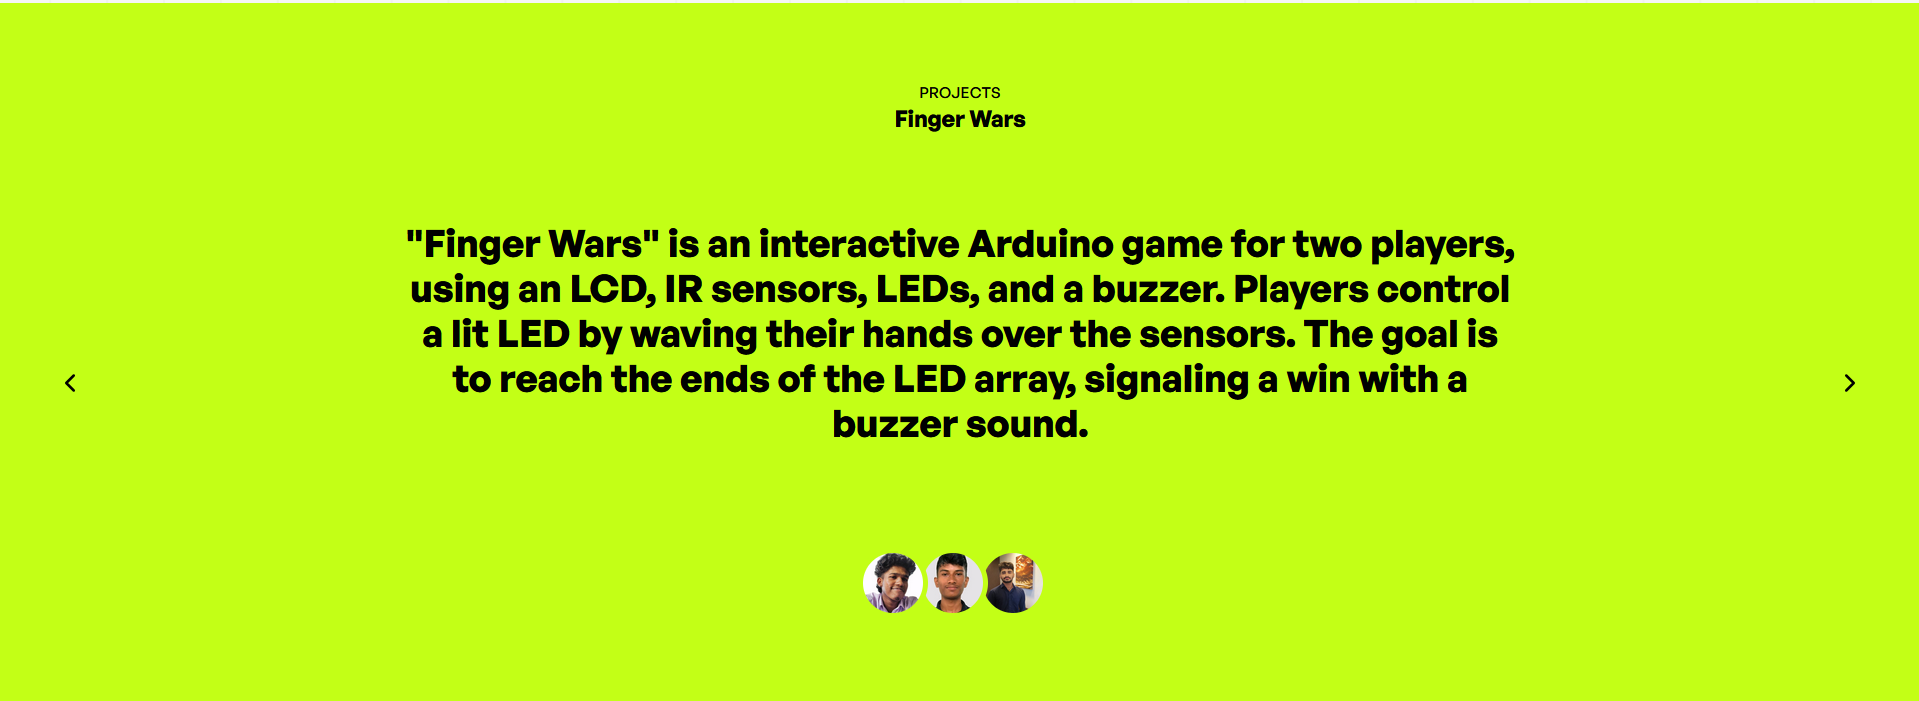 PROJECTS
Finger Wars
"Finger Wars" is an interactive Arduino game for two players,
using an LCD, IR sensors, LEDs, and a buzzer. Players control
a lit LED by waving their hands over the sensors. The goal is
to reach the ends of the LED array, signaling a win with a
buzzer sound.